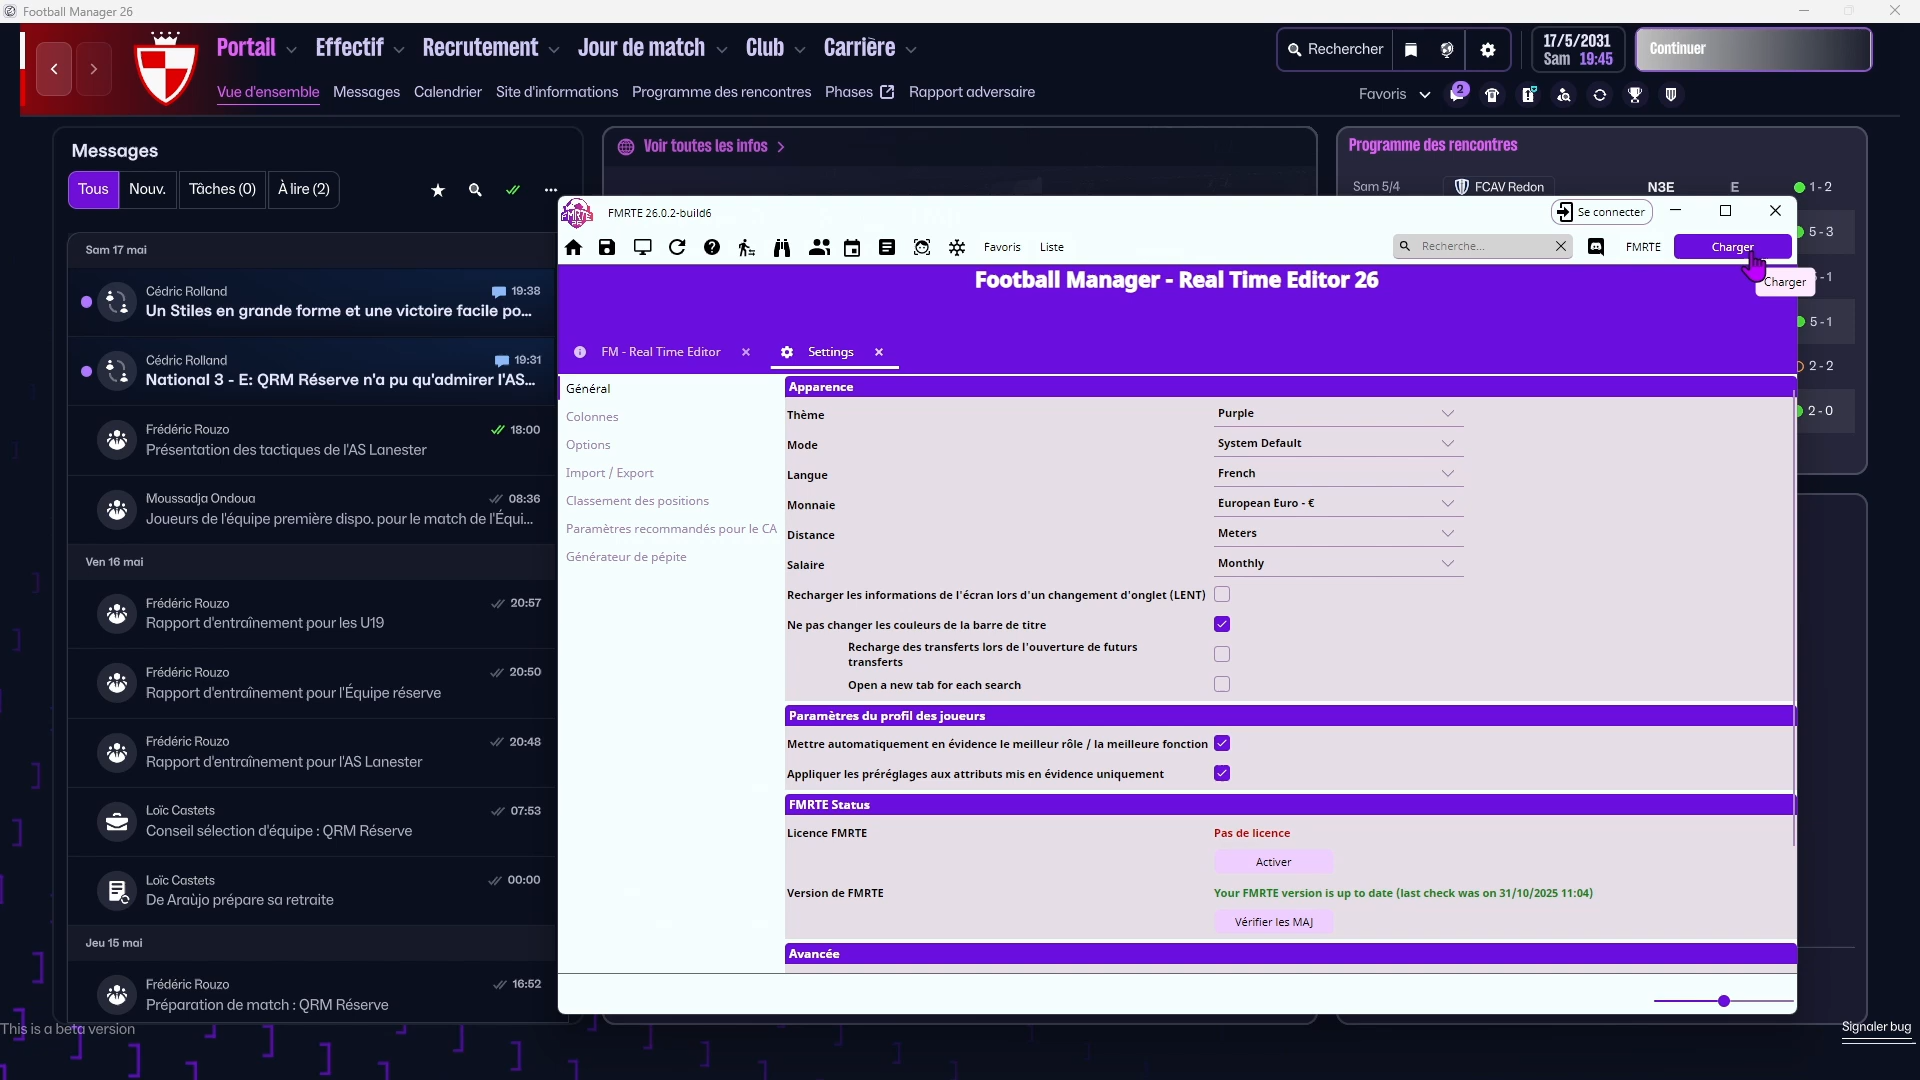 Football Manager 26
Portail
Effectif
Recrutement
Jour de match
Club
Carrière
Rechercher
17/5/2031
Sam 19:45
Continuer
Vue d'ensemble
Messages
Calendrier
Site d'informations
Programme des rencontres
Phases
Rapport adversaire
Favoris
2
Messages
Tous
Nouv.
Tâches (0)
À lire (2)
Sam 17 mai
Cédric Rolland
19:38
Un Stiles en grande forme et une victoire facile po...
Cédric Rolland
19:31
National 3 - E: QRM Réserve n'a pu qu'admirer l'AS...
Frédéric Rouzo
18:00
Présentation des tactiques de l'AS Lanester
Moussadja Ondoua
08:36
Joueurs de l'équipe première dispo. pour le match de l'Équi...
Ven 16 mai
Frédéric Rouzo
20:57
Rapport d'entraînement pour les U19
Frédéric Rouzo
20:50
Rapport d'entraînement pour l'Équipe réserve
Frédéric Rouzo
20:48
Rapport d'entraînement pour l'AS Lanester
Loïc Castets
07:53
Conseil sélection d'équipe : QRM Réserve
Loïc Castets
00:00
De Araùjo prépare sa retraite
Jeu 15 mai
Frédéric Rouzo
16:52
Préparation de match : QRM Réserve
This is a beta version
Voir toutes les infos
Programme des rencontres
Sam 5/4
FCAV Redon
N3E
E
1 - 2
5 - 3
- 1
5 - 1
2 - 2
2 - 0
FMRTE 26.0.2-build6
Se connecter
Favoris
Liste
Recherche...
FMRTE
Charger
Charger
Football Manager - Real Time Editor 26
FM - Real Time Editor
Settings
Général
Colonnes
Options
Import / Export
Classement des positions
Paramètres recommandés pour le CA
Générateur de pépite
Apparence
Thème
Purple
Mode
System Default
Langue
French
Monnaie
European Euro - €
Distance
Meters
Salaire
Monthly
Recharger les informations de l'écran lors d'un changement d'onglet (LENT)
Ne pas changer les couleurs de la barre de titre
Recharge des transferts lors de l'ouverture de futurs
transferts
Open a new tab for each search
Paramètres du profil des joueurs
Mettre automatiquement en évidence le meilleur rôle / la meilleure fonction
Appliquer les préréglages aux attributs mis en évidence uniquement
FMRTE Status
Licence FMRTE
Pas de licence
Activer
Version de FMRTE
Your FMRTE version is up to date (last check was on 31/10/2025 11:04)
Vérifier les MAJ
Avancée
Signaler bug